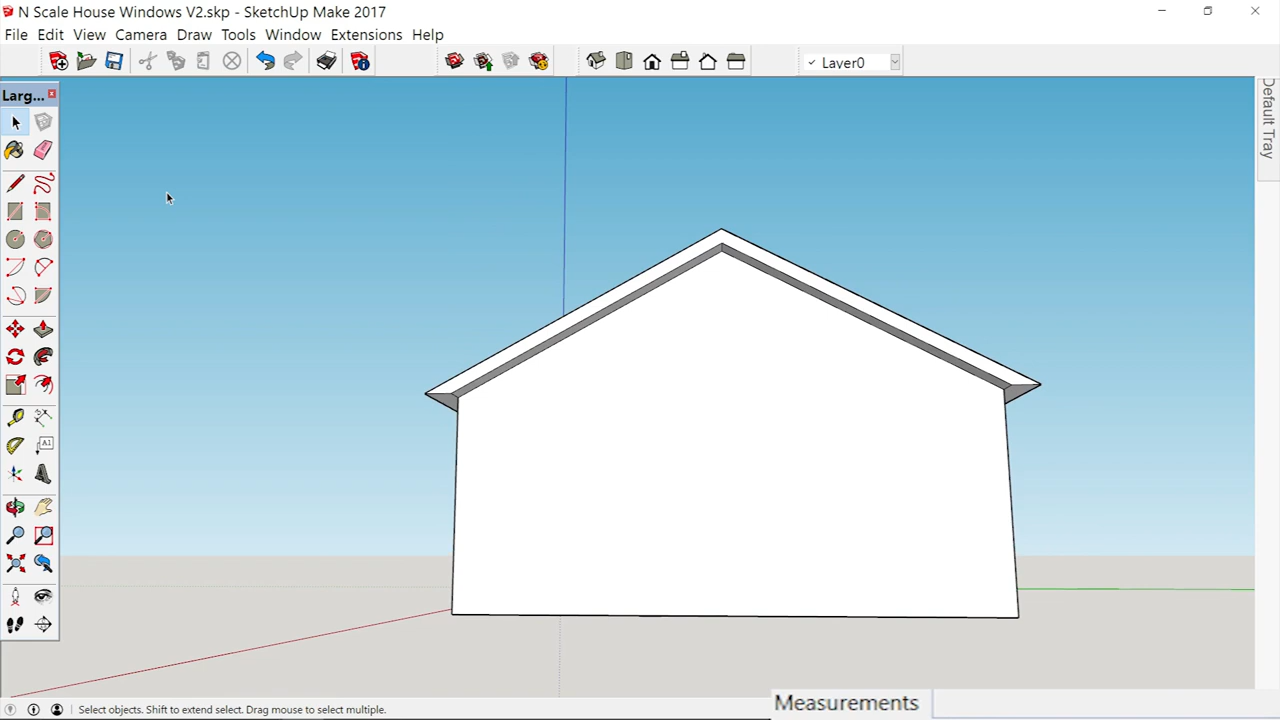 N Scale House Windows V2.skp - SketchUp Make 2017
File Edit View Camera Draw Tools Window Extensions Help
✓ Layer0
Default Tray
Larg...
A1
Select objects. Shift to extend select. Drag mouse to select multiple.
Measurements